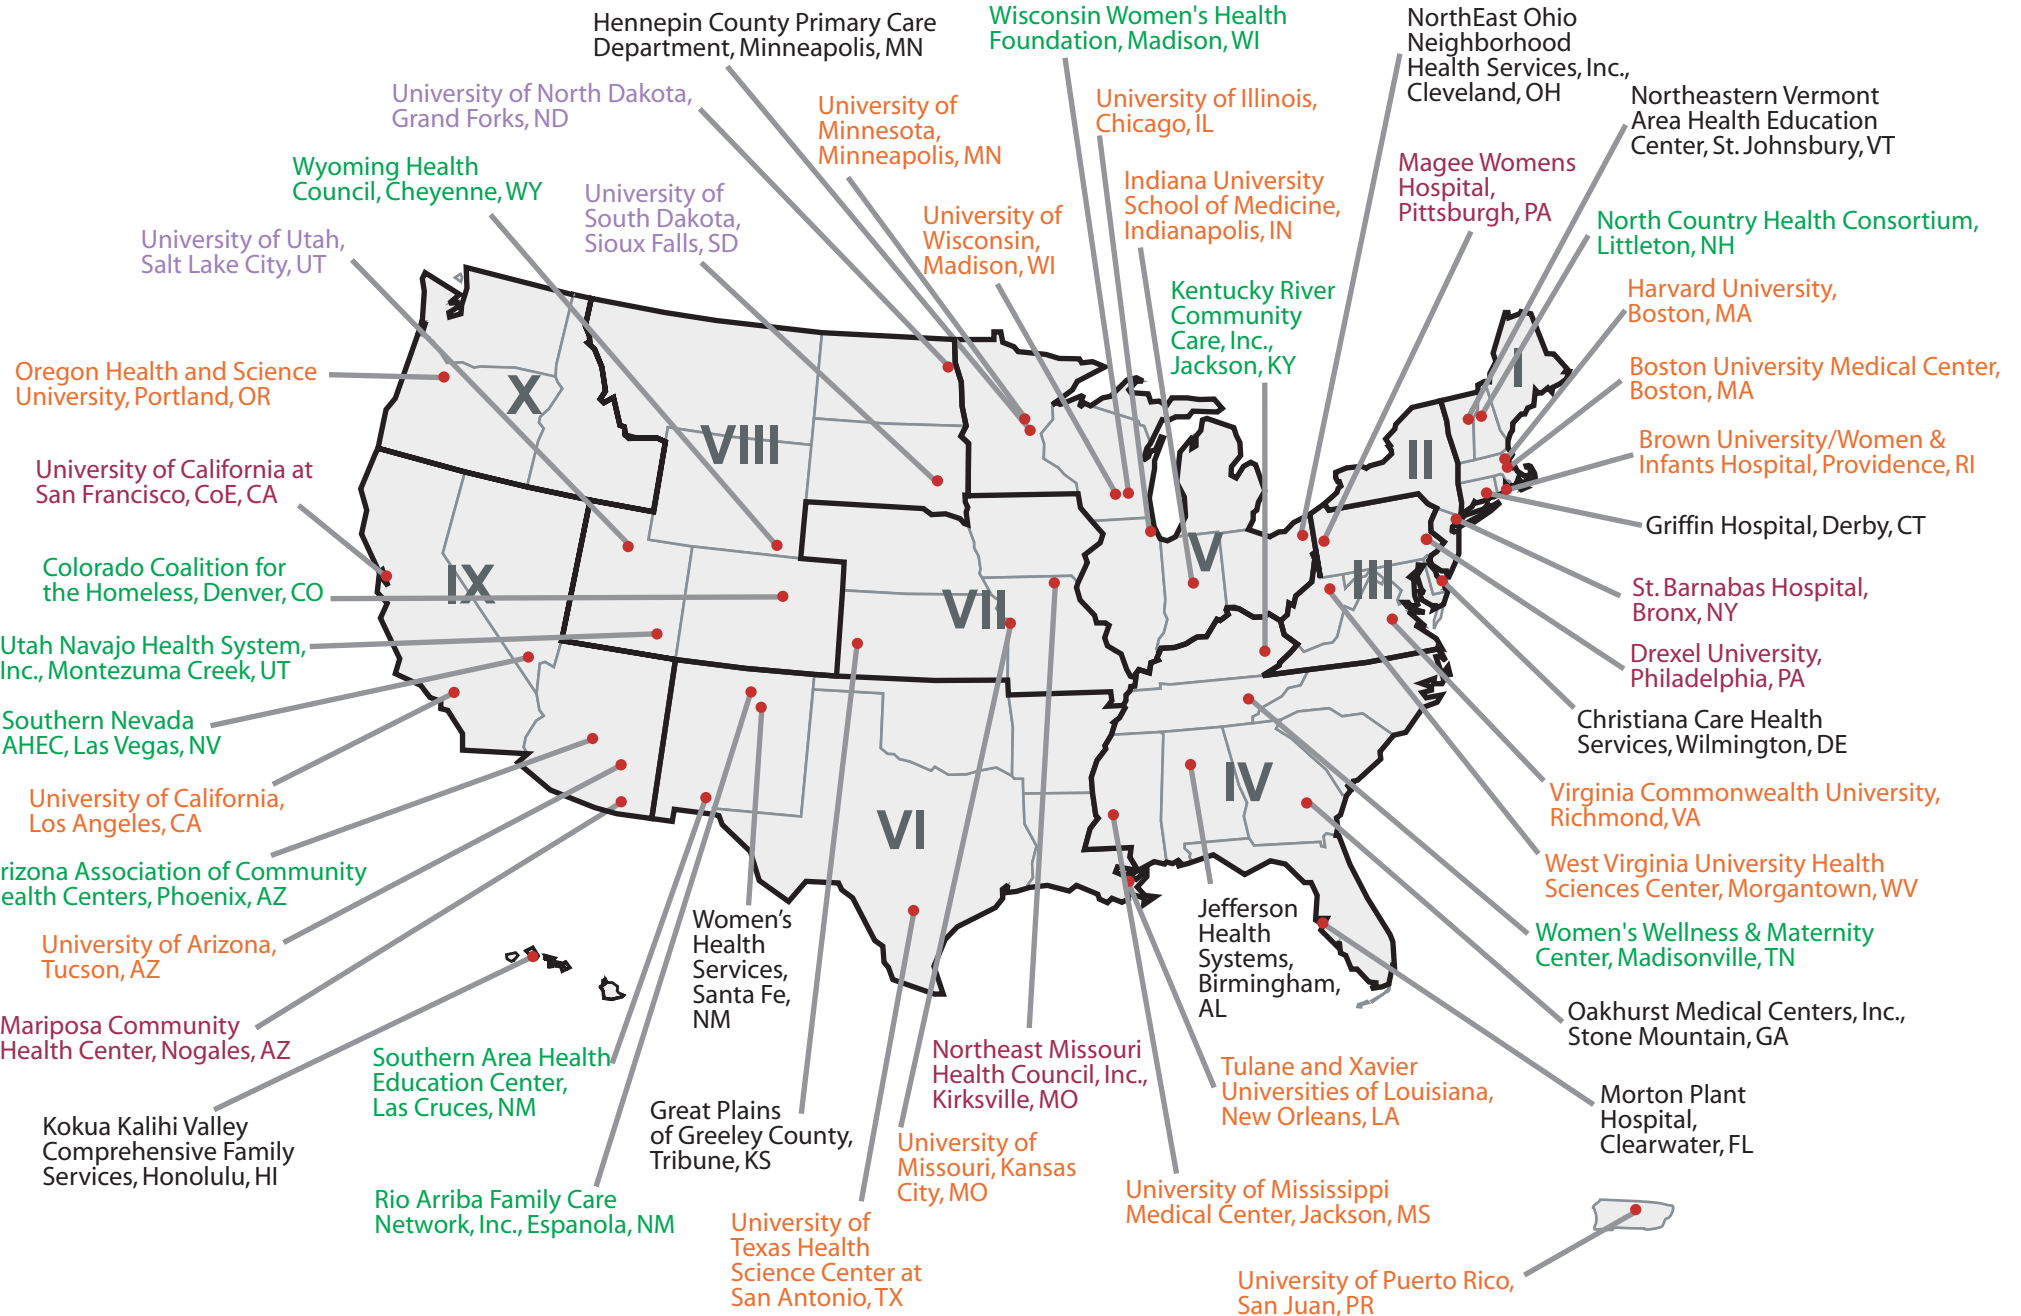 Hennepin County Primary Care
Department, Minneapolis, MN
Wisconsin Women's Health
Foundation, Madison, WI
NorthEast Ohio
Neighborhood
Health Services, Inc.,
Cleveland, OH
University of North Dakota,
Grand Forks, ND
University of
Minnesota,
Minneapolis, MN
University of Illinois,
Chicago, IL
Northeastern Vermont
Area Health Education
Center, St. Johnsbury, VT
Wyoming Health
Council, Cheyenne, WY
University of
South Dakota,
Sioux Falls, SD
Indiana University
School of Medicine,
Indianapolis, IN
Magee Womens
Hospital,
Pittsburgh, PA
University of
Wisconsin,
Madison, WI
North Country Health Consortium,
Littleton, NH
University of Utah,
Salt Lake City, UT
Kentucky River
Community
Care, Inc.,
Jackson, KY
Harvard University,
Boston, MA
Oregon Health and Science
University, Portland, OR
Boston University Medical Center,
Boston, MA
Brown University/Women &
Infants Hospital, Providence, RI
University of California at
San Francisco, CoE, CA
Griffin Hospital, Derby, CT
Colorado Coalition for
the Homeless, Denver, CO
St. Barnabas Hospital,
Bronx, NY
Utah Navajo Health System,
Inc., Montezuma Creek, UT
Drexel University,
Philadelphia, PA
Southern Nevada
AHEC, Las Vegas, NV
Christiana Care Health
Services, Wilmington, DE
University of California,
Los Angeles, CA
Virginia Commonwealth University,
Richmond, VA
rizona Association of Community
ealth Centers, Phoenix, AZ
West Virginia University Health
Sciences Center, Morgantown, WV
University of Arizona,
Tucson, AZ
Women's Wellness & Maternity
Center, Madisonville, TN
Women’s
Health
Services,
Santa Fe,
NM
Jefferson
Health
Systems,
Birmingham,
AL
Mariposa Community
Health Center, Nogales, AZ
Oakhurst Medical Centers, Inc.,
Stone Mountain, GA
Southern Area Health
Education Center,
Las Cruces, NM
Northeast Missouri
Health Council, Inc.,
Kirksville, MO
Tulane and Xavier
Universities of Louisiana,
New Orleans, LA
Morton Plant
Hospital,
Clearwater, FL
Kokua Kalihi Valley
Comprehensive Family
Services, Honolulu, HI
Great Plains
of Greeley County,
Tribune, KS
University of
Missouri, Kansas
City, MO
Rio Arriba Family Care
Network, Inc., Espanola, NM
University of Mississippi
Medical Center, Jackson, MS
University of
Texas Health
Science Center at
San Antonio, TX
University of Puerto Rico,
San Juan, PR
I
II
III
IV
V
VI
VII
VIII
IX
X